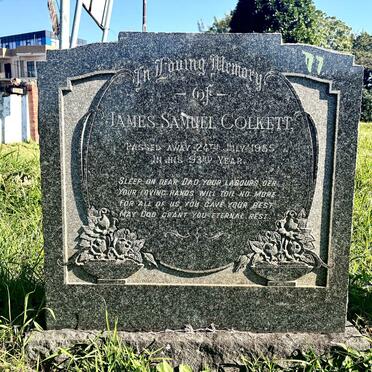 In Loving Memory
of
JAMES SAMUEL COLKETT,
PASSED AWAY 24TH JULY 1955
IN HIS 93RD YEAR.
SLEEP ON DEAR DAD, YOUR LABOURS O'ER
YOUR LOVING HANDS WILL TOIL NO MORE
FOR ALL OF US YOU GAVE YOUR BEST
MAY GOD GRANT YOU ETERNAL REST.